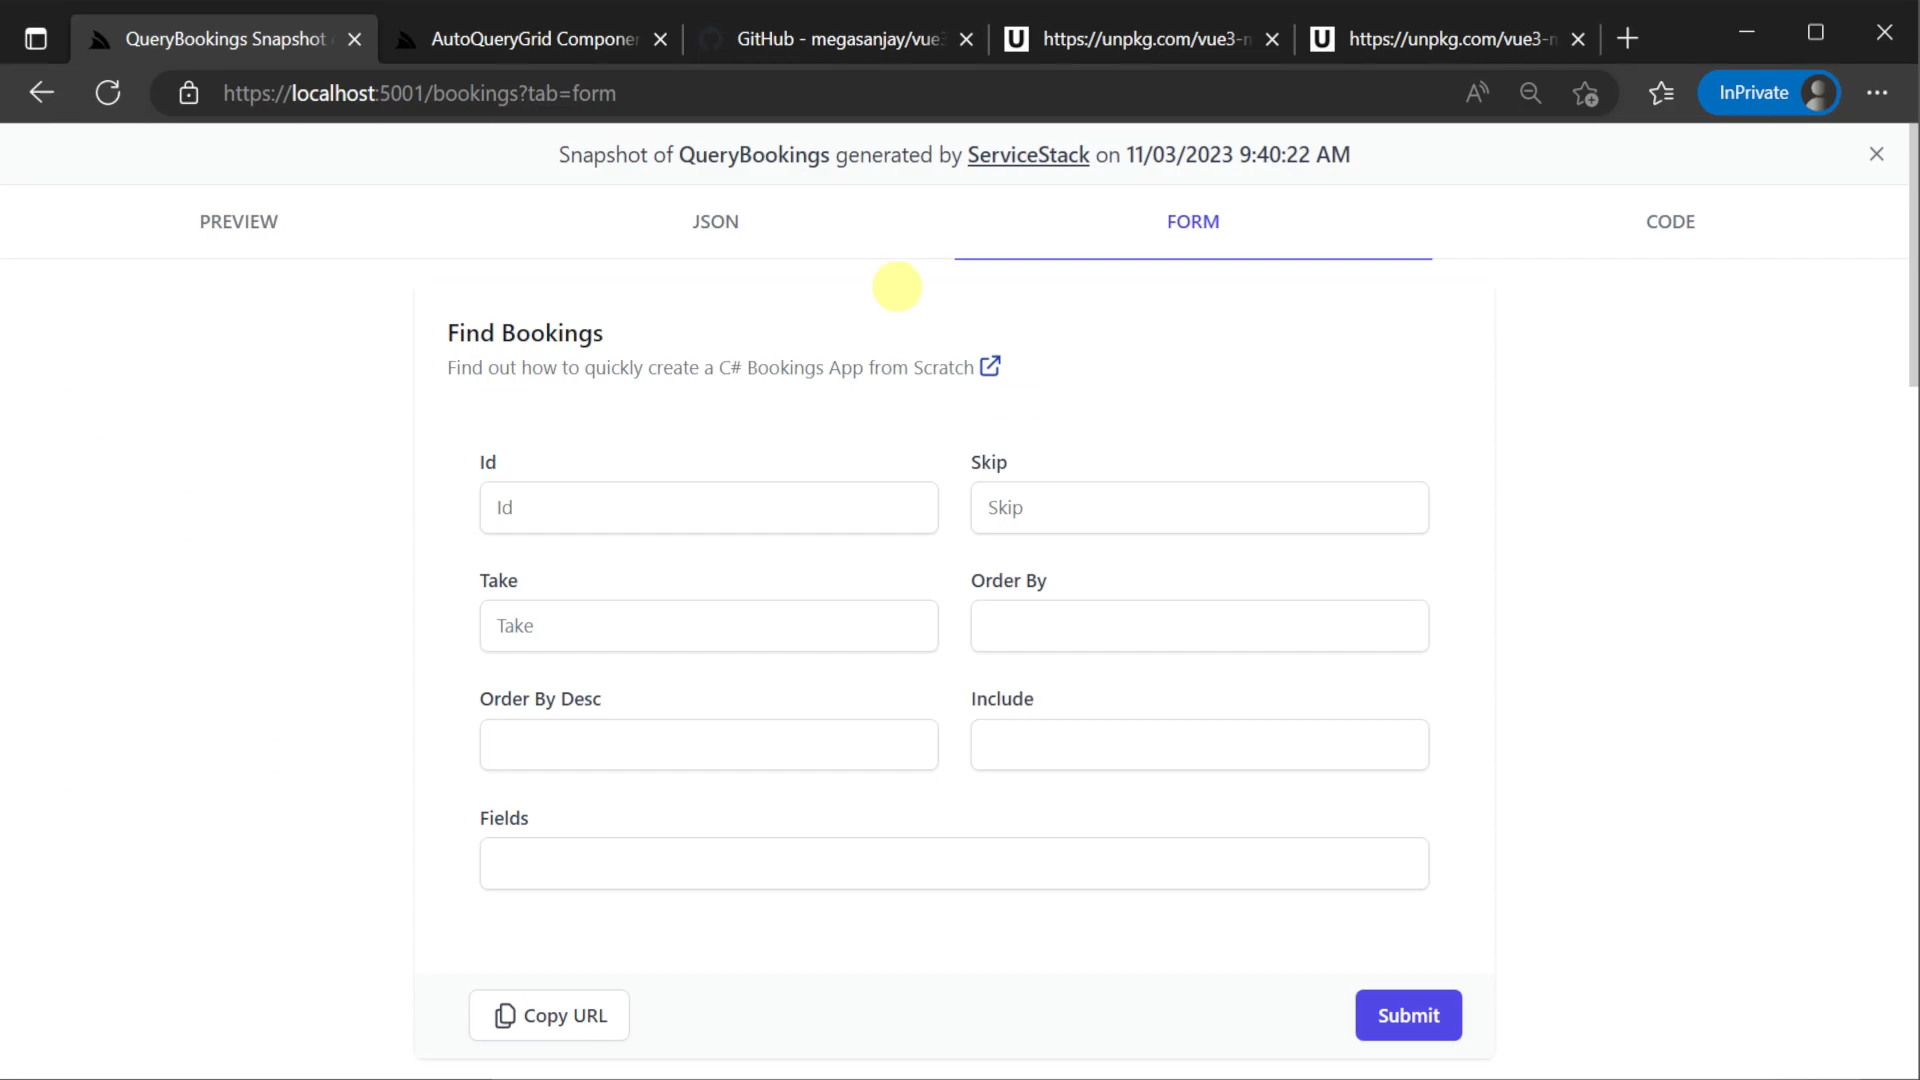 QueryBookings Snapshot
AutoQueryGrid Componen
GitHub - megasanjay/vue3
https://unpkg.com/vue3-n
https://unpkg.com/vue3-n
https://localhost:5001/bookings?tab=form
InPrivate
Snapshot of QueryBookings generated by ServiceStack on 11/03/2023 9:40:22 AM
PREVIEW
JSON
FORM
CODE
Find Bookings
Find out how to quickly create a C# Bookings App from Scratch
Id
Skip
Id
Skip
Take
Order By
Take
Order By Desc
Include
Fields
Copy URL
Submit